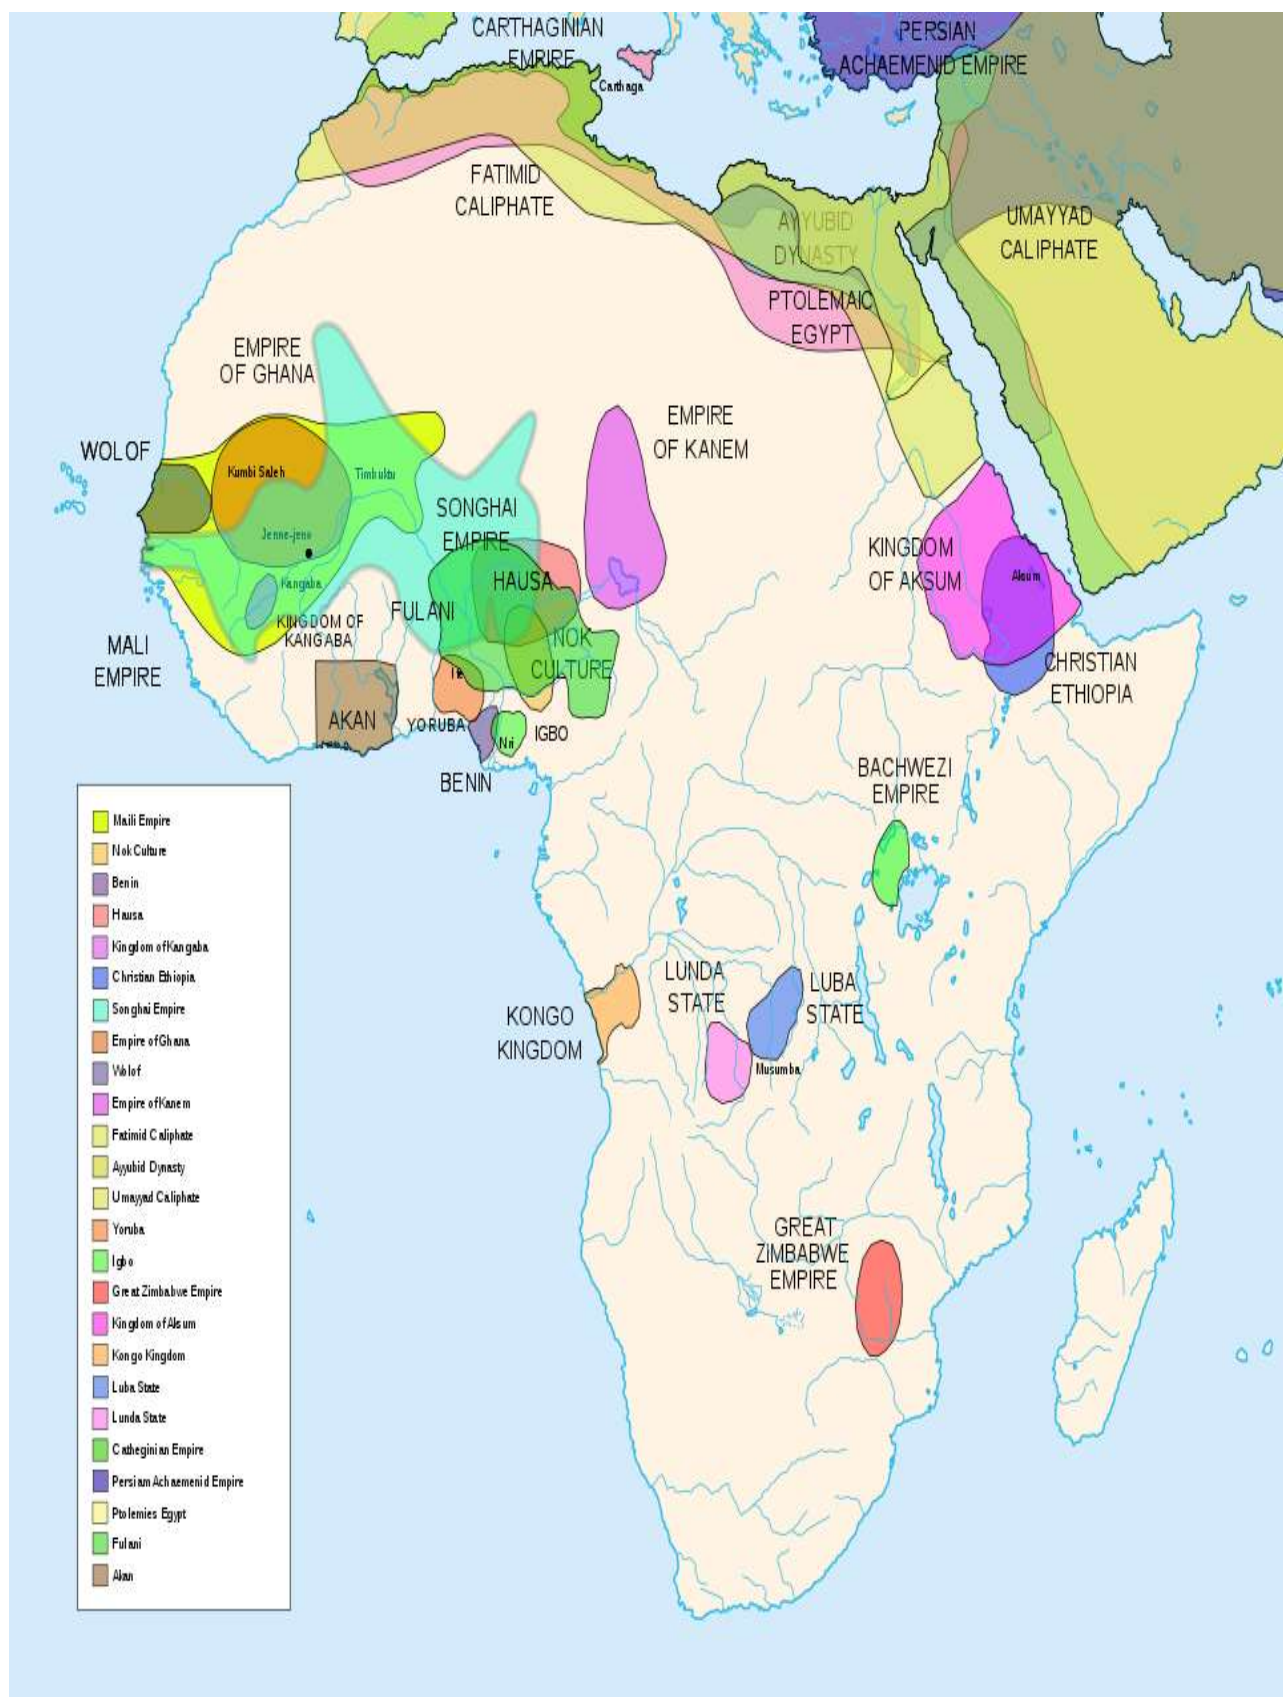 CARTHAGINIAN
EMPIRE
Carthaga
PERSIAN
ACHAEMENID EMPIRE
FATIMID
CALIPHATE
AYYUBID
DYNASTY
UMAYYAD
CALIPHATE
PTOLEMAIC
EGYPT
EMPIRE
OF GHANA
EMPIRE
OF KANEM
WOLOF
Kumbi Saleh
Timbuktu
SONGHAI
EMPIRE
Jenne-jeno
KINGDOM
OF AKSUM
Aksum
HAUSA
Kangaba
FULANI
KINGDOM OF
KANGABA
NOK
CULTURE
MALI
EMPIRE
CHRISTIAN
ETHIOPIA
AKAN
YORUBA
IGBO
Nri
BENIN
BACHWEZI
EMPIRE
LUNDA
STATE
LUBA
STATE
KONGO
KINGDOM
Musumba
GREAT
ZIMBABWE
EMPIRE
Maili Empire
Nok Culture
Benin
Hausa
Kingdom of Kangaba
Christian Ethiopia
Songhai Empire
Empire of Ghana
Wolof
Empire of Kanem
Fatimid Caliphate
Ayyubid Dynasty
Umayyad Caliphate
Yoruba
Igbo
Great Zimbabwe Empire
Kingdom of Aksum
Kongo Kingdom
Luba State
Lunda State
Catheginian Empire
Persiam Achaemenid Empire
Ptolemies Egypt
Fulani
Akan